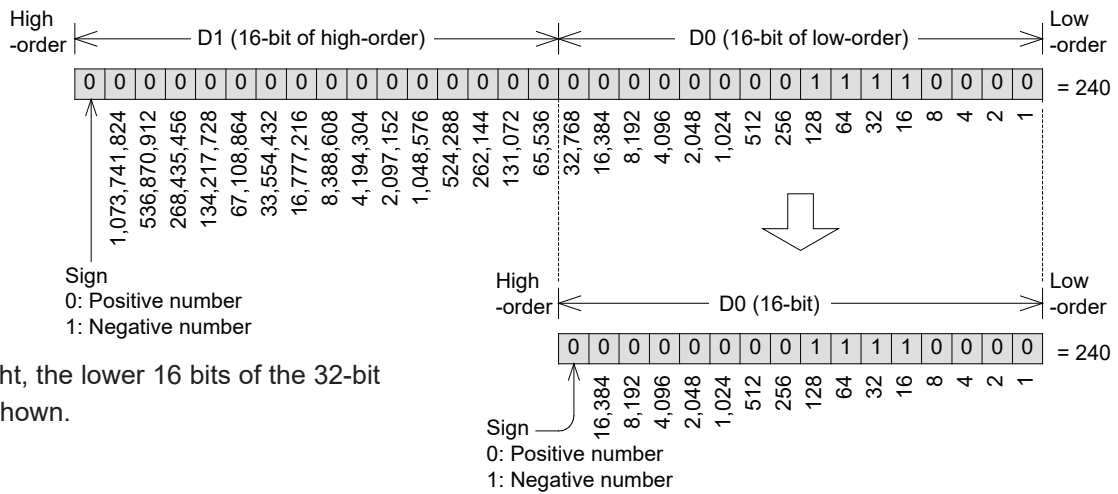 High
-order
D1 (16-bit of high-order)
D0 (16-bit of low-order)
Low
-order
0 0 0 0 0 0 0 0 0 0 0 0 0 0 0 0 0 0 0 0 0 0 0 0 1 1 1 1 0 0 0 0 = 240
1,073,741,824
536,870,912
268,435,456
134,217,728
67,108,864
33,554,432
16,777,216
8,388,608
4,194,304
2,097,152
1,048,576
524,288
262,144
131,072
65,536
32,768
16,384
8,192
4,096
2,048
1,024
512
256
128
64
32
16
8
4
2
1
Sign
0: Positive number
1: Negative number
High
-order
D0 (16-bit)
Low
-order
0 0 0 0 0 0 0 0 1 1 1 1 0 0 0 0 = 240
16,384
8,192
4,096
2,048
1,024
512
256
128
64
32
16
8
4
2
1
Sign
0: Positive number
1: Negative number
ht, the lower 16 bits of the 32-bit
hown.